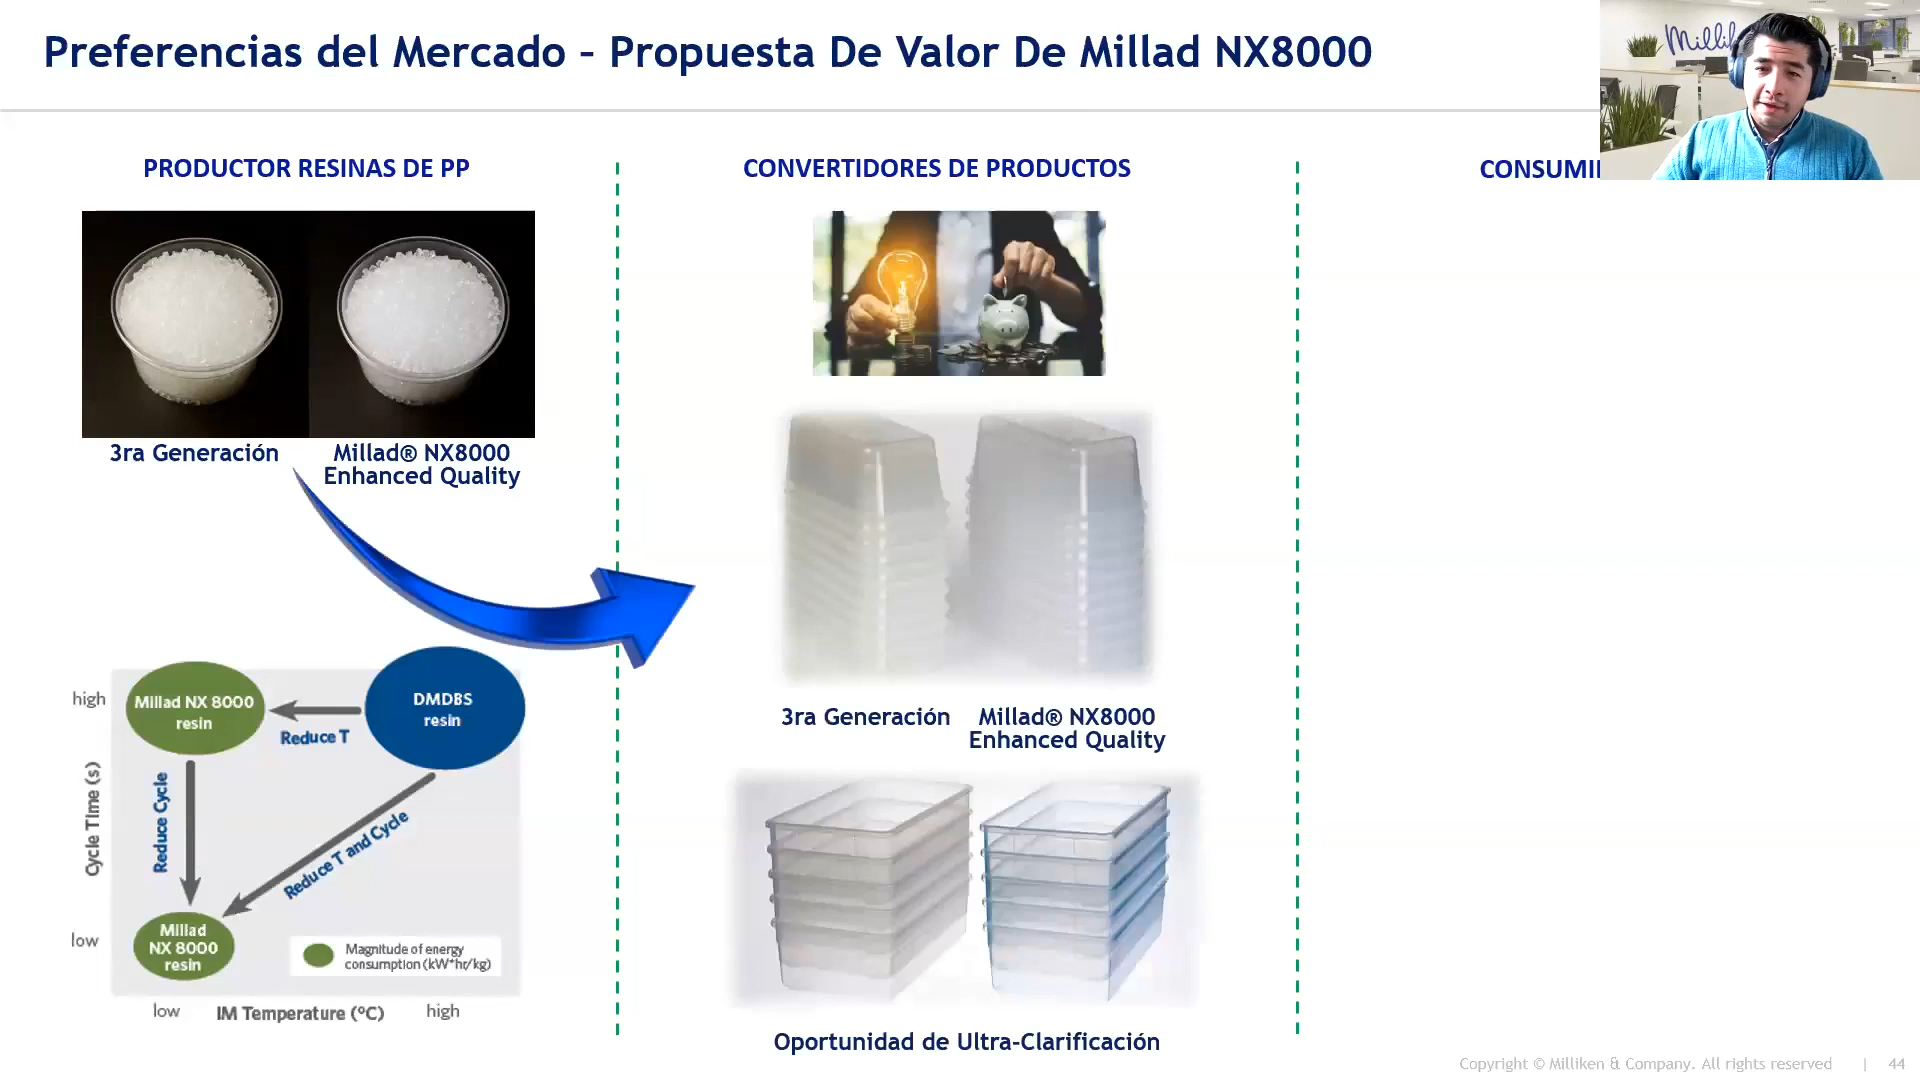 Preferencias del Mercado – Propuesta De Valor De Millad NX8000
PRODUCTOR RESINAS DE PP
3ra Generación
Millad® NX8000
Enhanced Quality
high
Millad NX 8000
resin
DMDBS
resin
Reduce T
Cycle Time (s)
Reduce Cycle
Reduce T and Cycle
low
Millad
NX 8000
resin
Magnitude of energy
consumption (kW*hr/kg)
low
IM Temperature (°C)
high
CONVERTIDORES DE PRODUCTOS
3ra Generación
Millad® NX8000
Enhanced Quality
Oportunidad de Ultra-Clarificación
Copyright © Milliken & Company. All rights reserved | 44